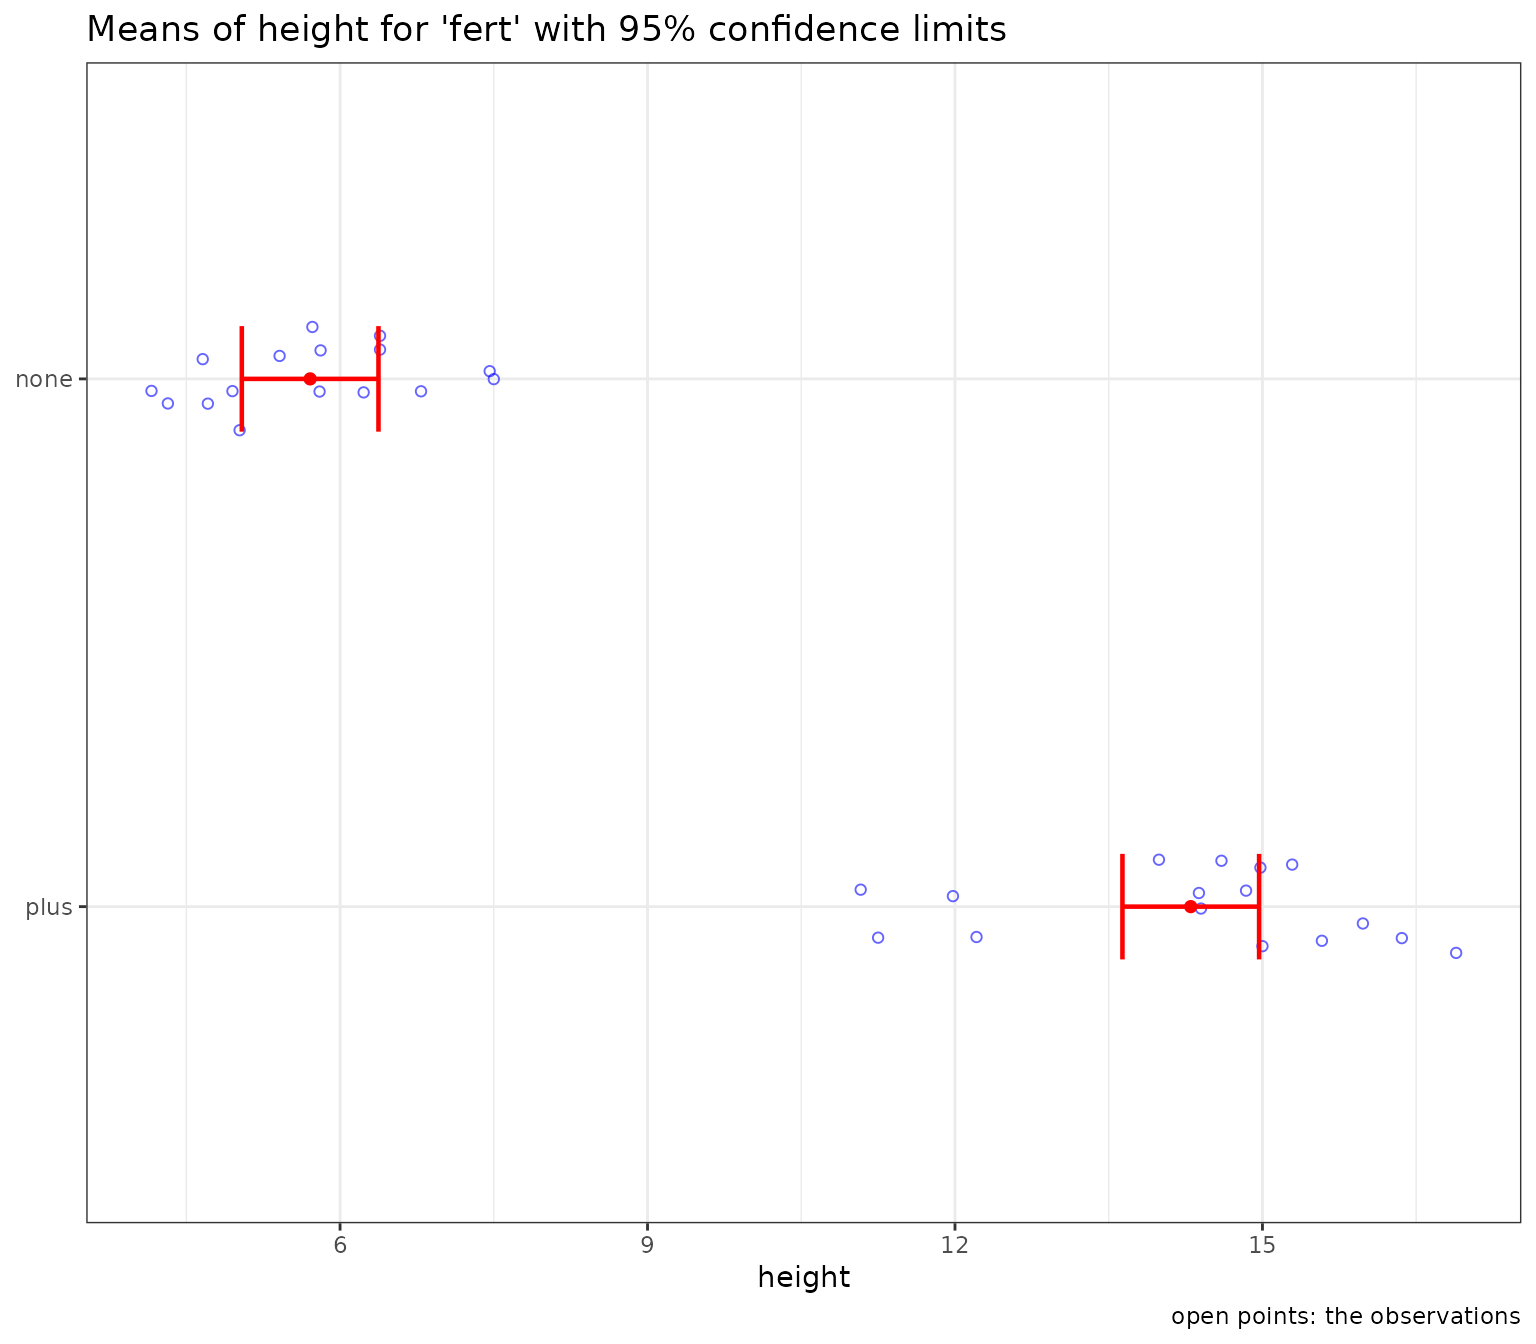 Means of height for 'fert' with 95% confidence limits
none
plus
6 9 12 15
height
open points: the observations